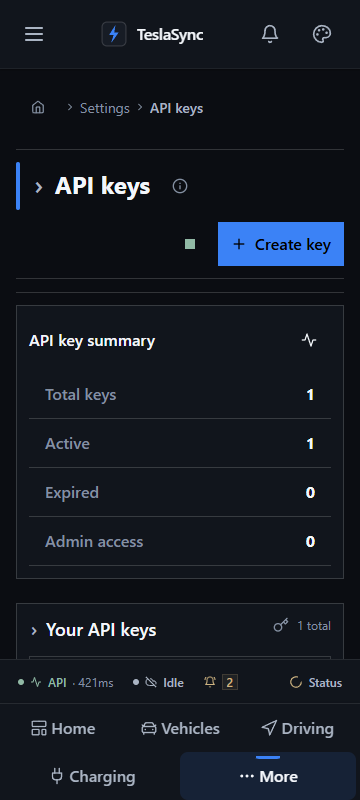 TeslaSync
Settings › API keys
› API keys
+ Create key
API key summary
Total keys 1
Active 1
Expired 0
Admin access 0
› Your API keys 1 total
API · 421ms Idle 2 Status
Home Vehicles Driving
Charging ··· More